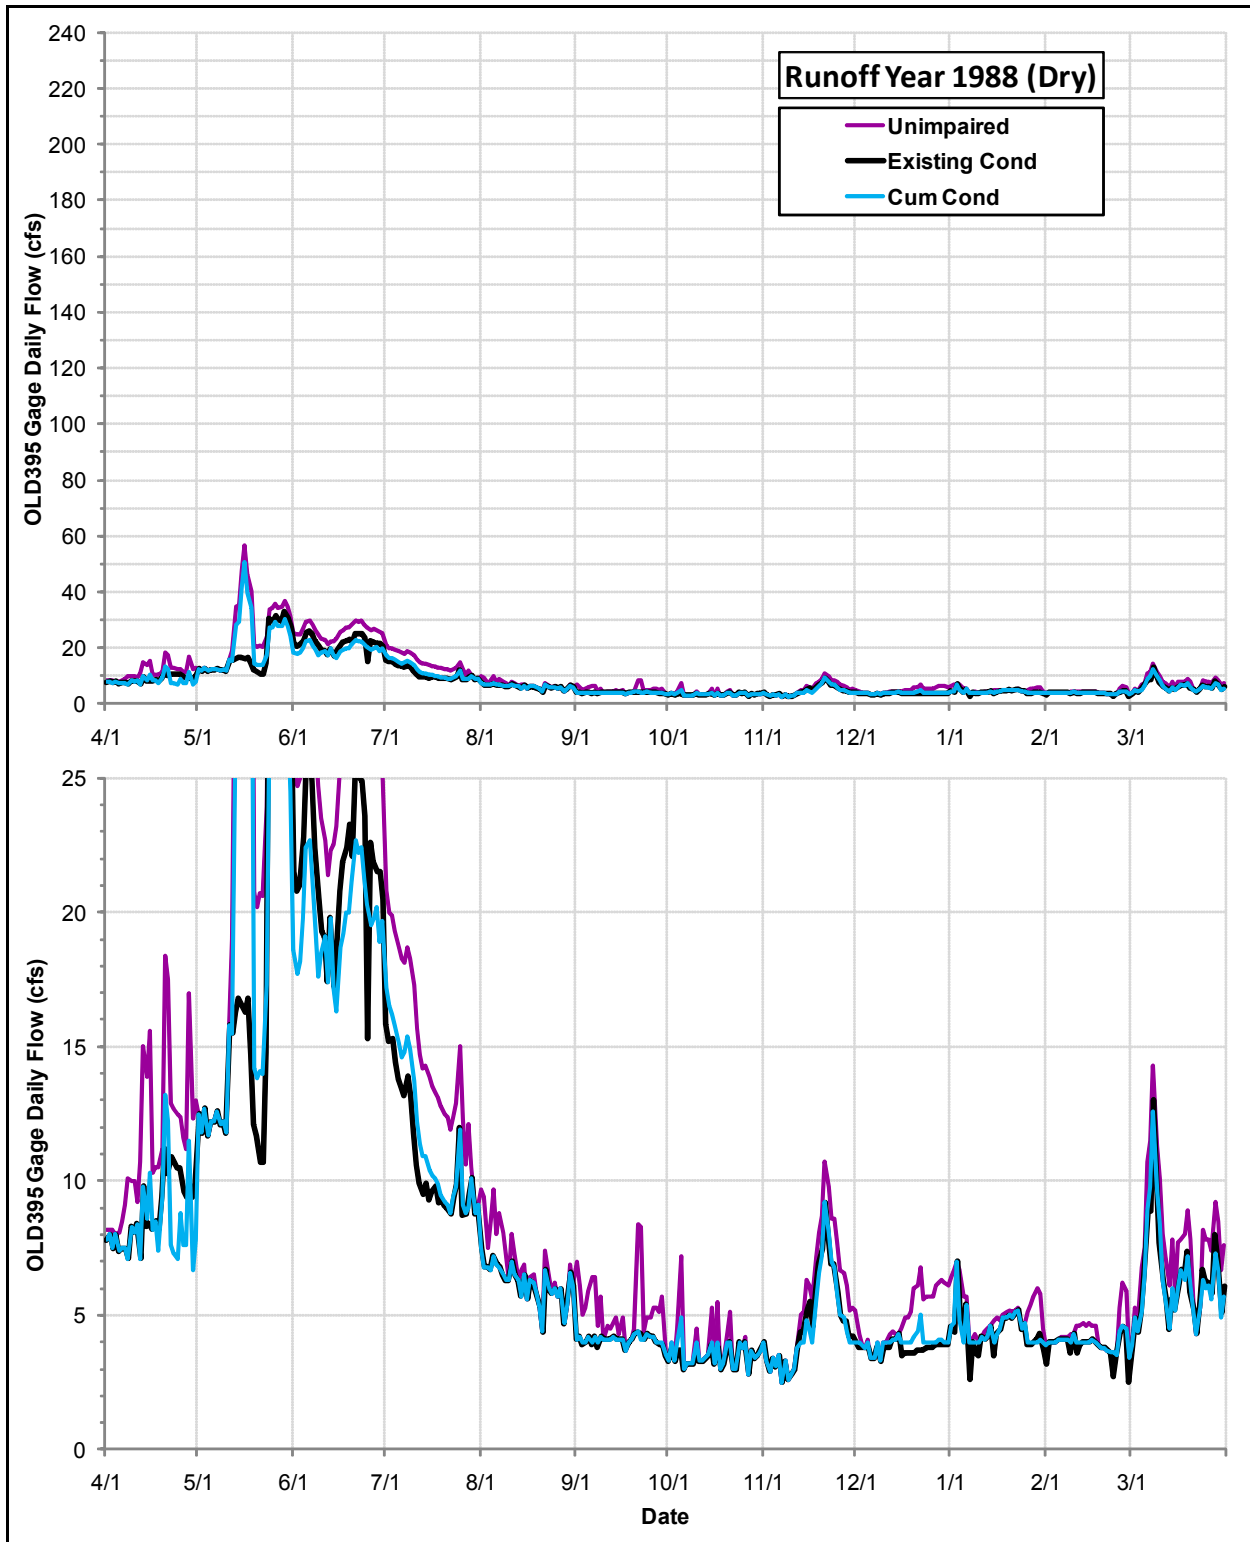 Runoff Year 1988 (Dry)
Unimpaired
Existing Cond
Cum Cond
OLD395 Gage Daily Flow (cfs)
240
220
200
180
160
140
120
100
80
60
40
20
0
4/1 5/1 6/1 7/1 8/1 9/1 10/1 11/1 12/1 1/1 2/1 3/1
OLD395 Gage Daily Flow (cfs)
25
20
15
10
5
0
4/1 5/1 6/1 7/1 8/1 9/1 10/1 11/1 12/1 1/1 2/1 3/1
Date